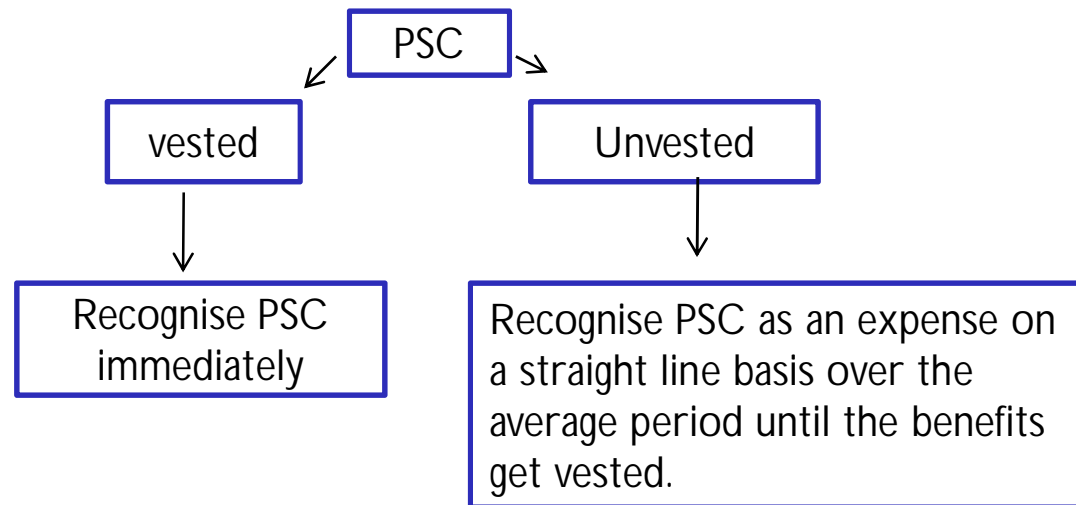 PSC
vested
Unvested
Recognise PSC
immediately
Recognise PSC as an expense on
a straight line basis over the
average period until the benefits
get vested.